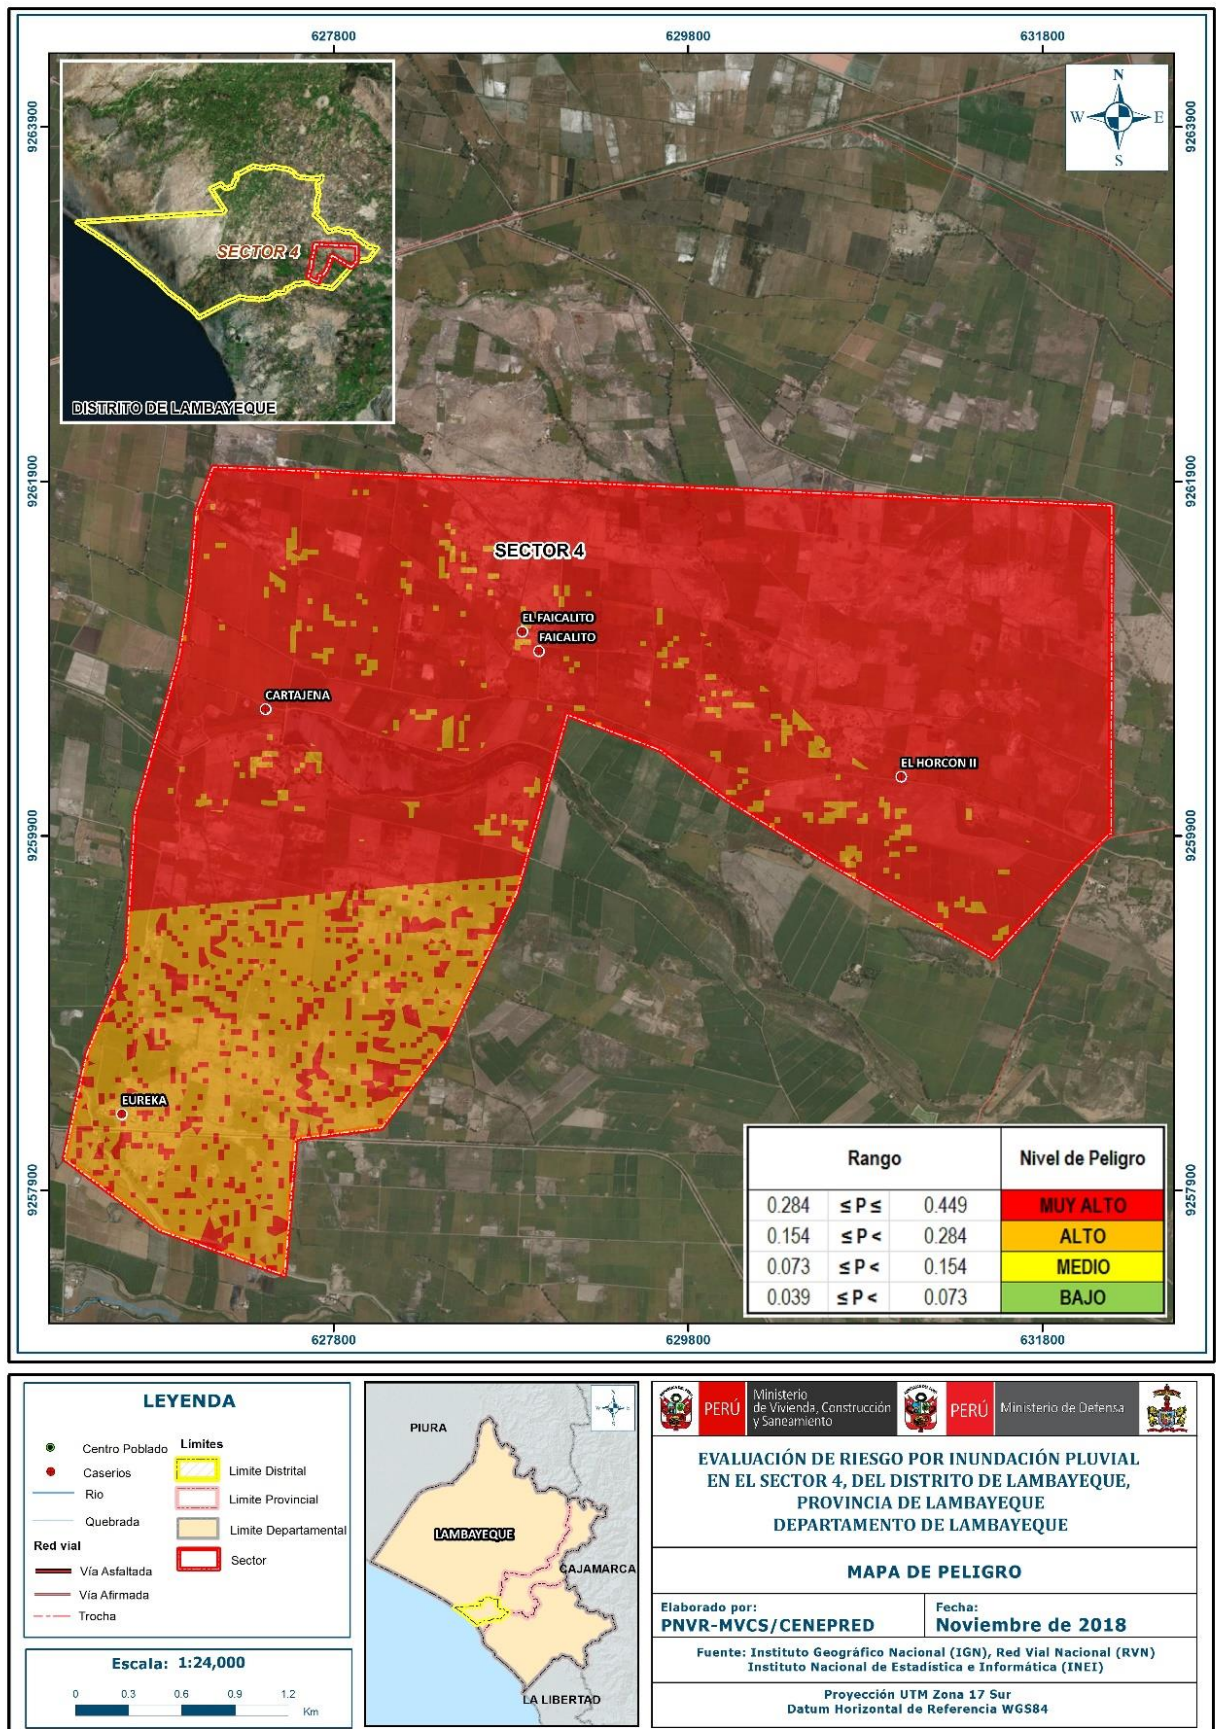 627800
629800
631800
9263900
9263900
N
W
E
S
SECTOR 4
DISTRITO DE LAMBAYEQUE
9261900
9261900
SECTOR 4
EL FAICALITO
FAICALITO
CARTAJENA
EL HORCON II
9259900
9259900
EUREKA
9257900
9257900
Rango Nivel de Peligro
0.284 ≤ P ≤ 0.449 MUY ALTO
0.154 ≤ P < 0.284 ALTO
0.073 ≤ P < 0.154 MEDIO
0.039 ≤ P < 0.073 BAJO
627800
629800
631800
LEYENDA
Centro Poblado
Caserios
Rio
Quebrada
Red vial
Vía Asfaltada
Vía Afirmada
Trocha
Límites
Limite Distrital
Limite Provincial
Limite Departamental
Sector
Escala: 1:24,000
0 0.3 0.6 0.9 1.2
Km
PIURA
LAMBAYEQUE
CAJAMARCA
LA LIBERTAD
PERÚ
Ministerio
de Vivienda, Construcción
y Saneamiento
PERÚ
Ministerio de Defensa
EVALUACIÓN DE RIESGO POR INUNDACIÓN PLUVIAL
EN EL SECTOR 4, DEL DISTRITO DE LAMBAYEQUE,
PROVINCIA DE LAMBAYEQUE
DEPARTAMENTO DE LAMBAYEQUE
MAPA DE PELIGRO
Elaborado por:
PNVR-MVCS/CENEPRED
Fecha:
Noviembre de 2018
Fuente: Instituto Geográfico Nacional (IGN), Red Vial Nacional (RVN)
Instituto Nacional de Estadística e Informática (INEI)
Proyección UTM Zona 17 Sur
Datum Horizontal de Referencia WGS84